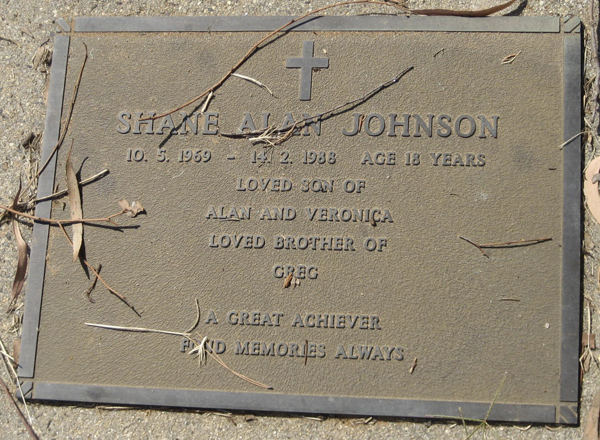 SHANE ALAN JOHNSON
10. 5. 1969 - 14. 2. 1988 AGE 18 YEARS
LOVED SON OF
ALAN AND VERONICA
LOVED BROTHER OF
GREG
A GREAT ACHIEVER
FOND MEMORIES ALWAYS